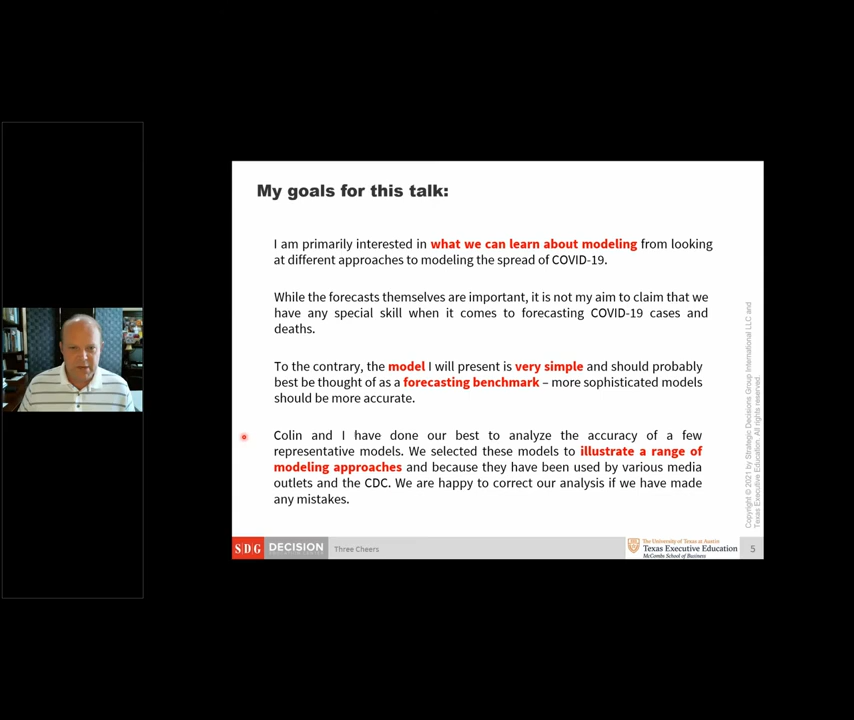 My goals for this talk:
I am primarily interested in what we can learn about modeling from looking
at different approaches to modeling the spread of COVID-19.
While the forecasts themselves are important, it is not my aim to claim that we
have any special skill when it comes to forecasting COVID-19 cases and
deaths.
To the contrary, the model I will present is very simple and should probably
best be thought of as a forecasting benchmark – more sophisticated models
should be more accurate.
Colin and I have done our best to analyze the accuracy of a few
representative models. We selected these models to illustrate a range of
modeling approaches and because they have been used by various media
outlets and the CDC. We are happy to correct our analysis if we have made
any mistakes.
Copyright © 2021 by Strategic Decisions Group International LLC and
Texas Executive Education. All rights reserved.
SDG DECISION
Three Cheers
The University of Texas at Austin
Texas Executive Education
McCombs School of Business
5